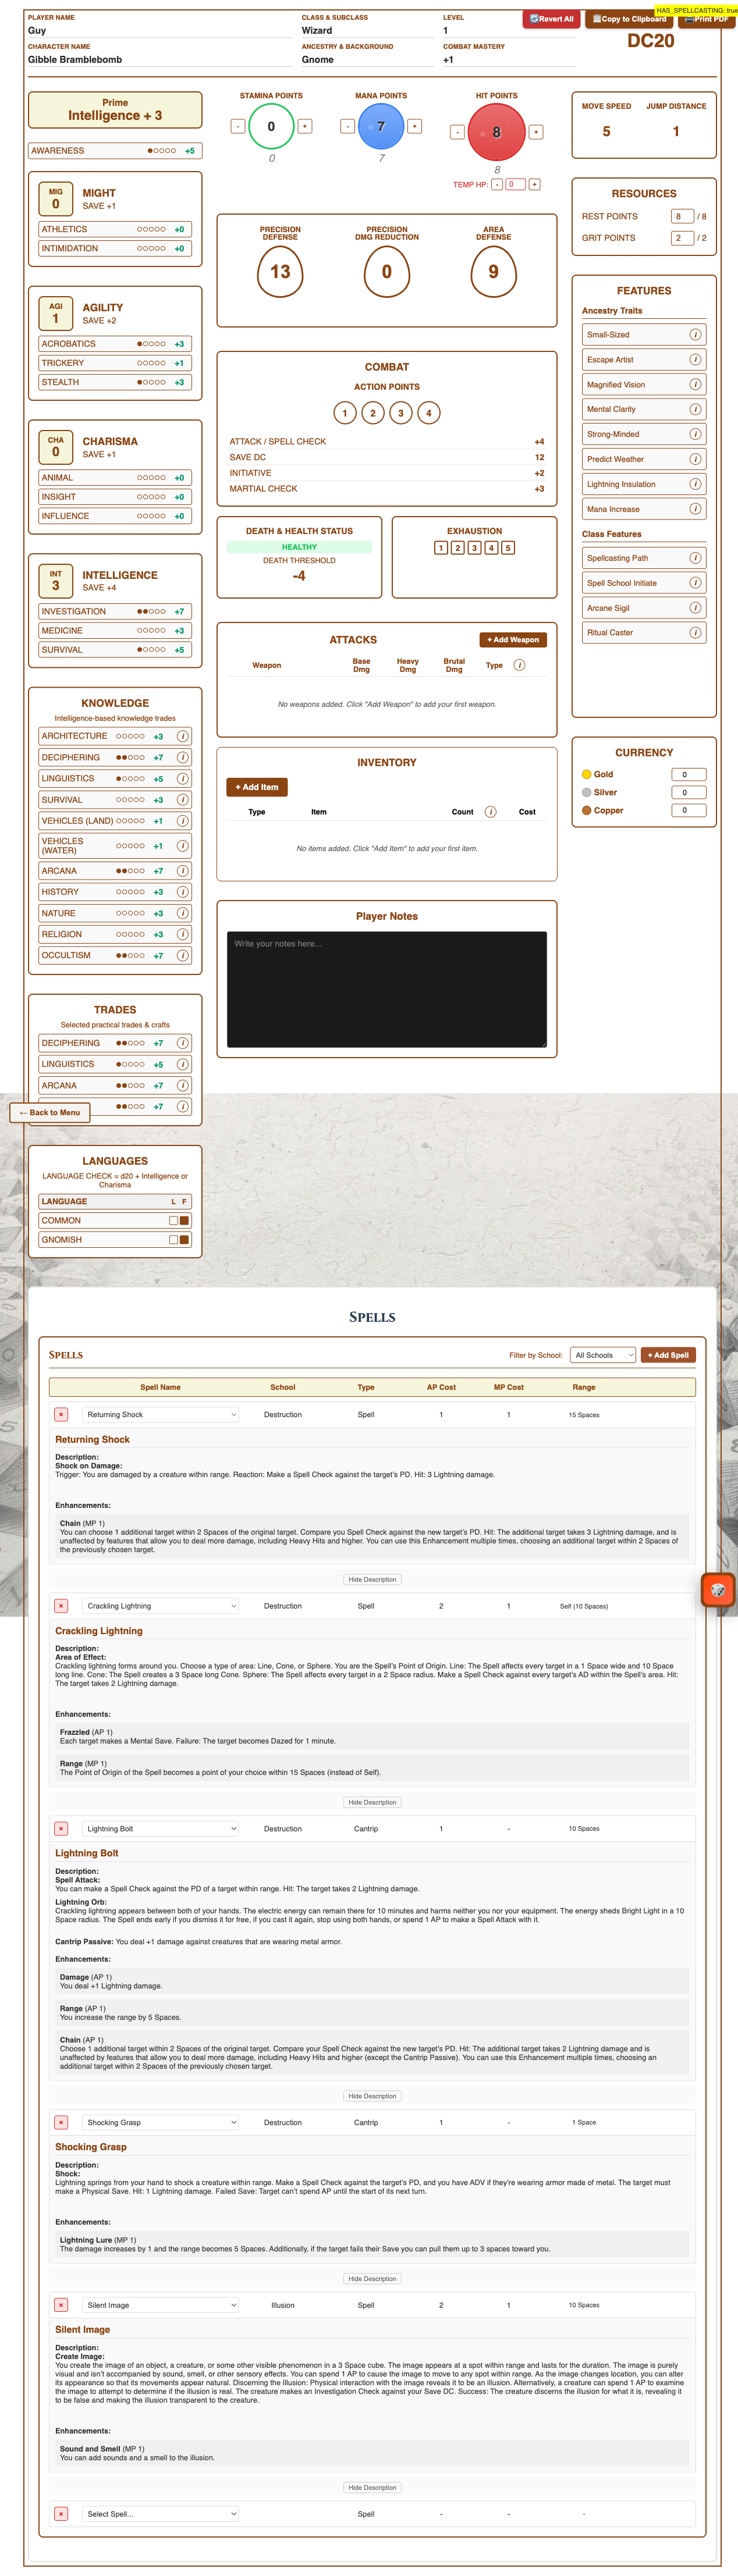 HAS_SPELLCASTING: true
PLAYER NAME
Guy
CLASS & SUBCLASS
Wizard
LEVEL
1
Revert All
Copy to Clipboard
Print PDF
CHARACTER NAME
Gibble Bramblebomb
ANCESTRY & BACKGROUND
Gnome
COMBAT MASTERY
+1
DC20
Prime
Intelligence + 3
AWARENESS +5
MIG
0
MIGHT
SAVE +1
ATHLETICS +0
INTIMIDATION +0
AGI
1
AGILITY
SAVE +2
ACROBATICS +3
TRICKERY +1
STEALTH +3
CHA
0
CHARISMA
SAVE +1
ANIMAL +0
INSIGHT +0
INFLUENCE +0
INT
3
INTELLIGENCE
SAVE +4
INVESTIGATION +7
MEDICINE +3
SURVIVAL +5
KNOWLEDGE
Intelligence-based knowledge trades
ARCHITECTURE +3 i
DECIPHERING +7 i
LINGUISTICS +5 i
SURVIVAL +3 i
VEHICLES (LAND) +1 i
VEHICLES
(WATER) +1 i
ARCANA +7 i
HISTORY +3 i
NATURE +3 i
RELIGION +3 i
OCCULTISM +7 i
TRADES
Selected practical trades & crafts
DECIPHERING +7 i
LINGUISTICS +5 i
ARCANA +7 i
+7 i
← Back to Menu
LANGUAGES
LANGUAGE CHECK = d20 + Intelligence or
Charisma
LANGUAGE L F
COMMON
GNOMISH
STAMINA POINTS
- 0 +
0
MANA POINTS
- 7 +
7
HIT POINTS
- 8 +
8
TEMP HP: - 0 +
PRECISION
DEFENSE
13
PRECISION
DMG REDUCTION
0
AREA
DEFENSE
9
COMBAT
ACTION POINTS
1 2 3 4
ATTACK / SPELL CHECK +4
SAVE DC 12
INITIATIVE +2
MARTIAL CHECK +3
DEATH & HEALTH STATUS
HEALTHY
DEATH THRESHOLD
-4
EXHAUSTION
1 2 3 4 5
ATTACKS
+ Add Weapon
Weapon Base Dmg Heavy Dmg Brutal Dmg Type i
No weapons added. Click "Add Weapon" to add your first weapon.
INVENTORY
+ Add Item
Type Item Count i Cost
No items added. Click "Add Item" to add your first item.
Player Notes
Write your notes here...
MOVE SPEED
5
JUMP DISTANCE
1
RESOURCES
REST POINTS 8 / 8
GRIT POINTS 2 / 2
FEATURES
Ancestry Traits
Small-Sized i
Escape Artist i
Magnified Vision i
Mental Clarity i
Strong-Minded i
Predict Weather i
Lightning Insulation i
Mana Increase i
Class Features
Spellcasting Path i
Spell School Initiate i
Arcane Sigil i
Ritual Caster i
CURRENCY
Gold 0
Silver 0
Copper 0
SPELLS
SPELLS
Filter by School: All Schools + Add Spell
Spell Name School Type AP Cost MP Cost Range
× Returning Shock Destruction Spell 1 1 15 Spaces
Returning Shock
Description:
Shock on Damage:
Trigger: You are damaged by a creature within range. Reaction: Make a Spell Check against the target's PD. Hit: 3 Lightning damage.
Enhancements:
Chain (MP 1)
You can choose 1 additional target within 2 Spaces of the original target. Compare you Spell Check against the new target's PD. Hit: The additional target takes 3 Lightning damage, and is
unaffected by features that allow you to deal more damage, including Heavy Hits and higher. You can use this Enhancement multiple times, choosing an additional target within 2 Spaces of
the previously chosen target.
Hide Description
× Crackling Lightning Destruction Spell 2 1 Self (10 Spaces)
Crackling Lightning
Description:
Area of Effect:
Crackling lightning forms around you. Choose a type of area: Line, Cone, or Sphere. You are the Spell's Point of Origin. Line: The Spell affects every target in a 1 Space wide and 10 Space
long line. Cone: The Spell creates a 3 Space long Cone. Sphere: The Spell affects every target in a 2 Space radius. Make a Spell Check against every target's AD within the Spell's area. Hit:
The target takes 2 Lightning damage.
Enhancements:
Frazzled (AP 1)
Each target makes a Mental Save. Failure: The target becomes Dazed for 1 minute.
Range (MP 1)
The Point of Origin of the Spell becomes a point of your choice within 15 Spaces (instead of Self).
Hide Description
× Lightning Bolt Destruction Cantrip 1 - 10 Spaces
Lightning Bolt
Description:
Spell Attack:
You can make a Spell Check against the PD of a target within range. Hit: The target takes 2 Lightning damage.
Lightning Orb:
Crackling lightning appears between both of your hands. The electric energy can remain there for 10 minutes and harms neither you nor your equipment. The energy sheds Bright Light in a 10
Space radius. The Spell ends early if you dismiss it for free, if you cast it again, stop using both hands, or spend 1 AP to make a Spell Attack with it.
Cantrip Passive: You deal +1 damage against creatures that are wearing metal armor.
Enhancements:
Damage (AP 1)
You deal +1 Lightning damage.
Range (AP 1)
You increase the range by 5 Spaces.
Chain (AP 1)
Choose 1 additional target within 2 Spaces of the original target. Compare your Spell Check against the new target's PD. Hit: The additional target takes 2 Lightning damage and is
unaffected by features that allow you to deal more damage, including Heavy Hits and higher (except the Cantrip Passive). You can use this Enhancement multiple times, choosing an
additional target within 2 Spaces of the previously chosen target.
Hide Description
× Shocking Grasp Destruction Cantrip 1 - 1 Space
Shocking Grasp
Description:
Shock:
Lightning springs from your hand to shock a creature within range. Make a Spell Check against the target's PD, and you have ADV if they're wearing armor made of metal. The target must
make a Physical Save. Hit: 1 Lightning damage. Failed Save: Target can't spend AP until the start of its next turn.
Enhancements:
Lightning Lure (MP 1)
The damage increases by 1 and the range becomes 5 Spaces. Additionally, if the target fails their Save you can pull them up to 3 spaces toward you.
Hide Description
× Silent Image Illusion Spell 2 1 10 Spaces
Silent Image
Description:
Create Image:
You create the image of an object, a creature, or some other visible phenomenon in a 3 Space cube. The image appears at a spot within range and lasts for the duration. The image is purely
visual and isn't accompanied by sound, smell, or other sensory effects. You can spend 1 AP to cause the image to move to any spot within range. As the image changes location, you can alter
its appearance so that its movements appear natural. Discerning the Illusion: Physical interaction with the image reveals it to be an illusion. Alternatively, a creature can spend 1 AP to examine
the image to attempt to determine if the illusion is real. The creature makes an Investigation Check against your Save DC. Success: The creature discerns the illusion for what it is, revealing it
to be false and making the illusion transparent to the creature.
Enhancements:
Sound and Smell (MP 1)
You can add sounds and a smell to the illusion.
Hide Description
× Select Spell... Spell - - -